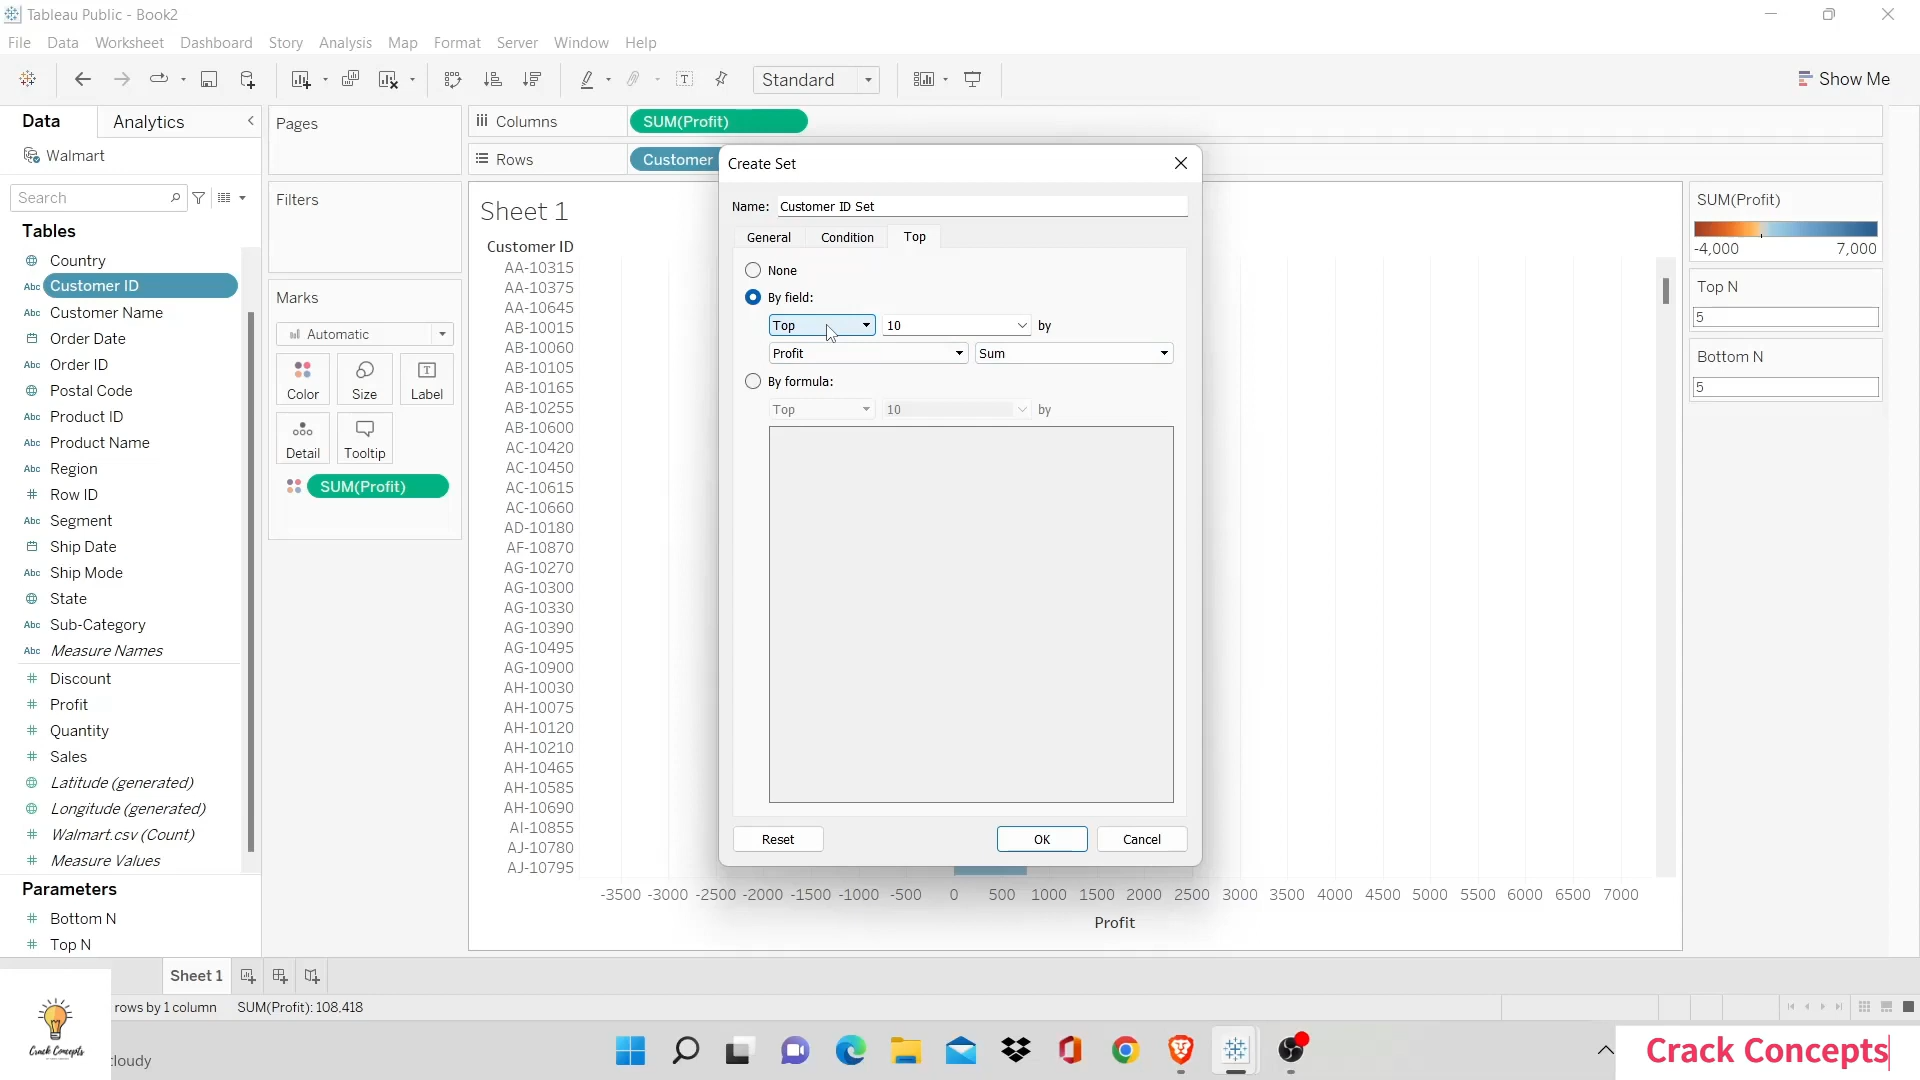 Tableau Public - Book2
File Data Worksheet Dashboard Story Analysis Map Format Server Window Help
Standard
Show Me
Data Analytics
Walmart
Search
Tables
Country
Abc Customer ID
Abc Customer Name
Order Date
Abc Order ID
Postal Code
Abc Product ID
Abc Product Name
Abc Region
Row ID
Abc Segment
Ship Date
Abc Ship Mode
State
Abc Sub-Category
Abc Measure Names
Discount
Profit
Quantity
Sales
Latitude (generated)
Longitude (generated)
Walmart.csv (Count)
Measure Values
Parameters
Bottom N
Top N
Pages
Filters
Marks
Automatic
Color Size Label
Detail Tooltip
SUM(Profit)
Columns SUM(Profit)
Rows Customer
Sheet 1
Customer ID
AA-10315
AA-10375
AA-10645
AB-10015
AB-10060
AB-10105
AB-10165
AB-10255
AB-10600
AC-10420
AC-10450
AC-10615
AC-10660
AD-10180
AF-10870
AG-10270
AG-10300
AG-10330
AG-10390
AG-10495
AG-10900
AH-10030
AH-10075
AH-10120
AH-10210
AH-10465
AH-10585
AH-10690
AI-10855
AJ-10780
AJ-10795
-3500 -3000 -2500 -2000 -1500 -1000 -500 0 500 1000 1500 2000 2500 3000 3500 4000 4500 5000 5500 6000 6500 7000
Profit
Create Set
Name: Customer ID Set
General Condition Top
None
By field:
Top 10 by
Profit Sum
By formula:
Top 10 by
Reset OK Cancel
SUM(Profit)
-4,000 7,000
Top N
5
Bottom N
5
Sheet 1
rows by 1 column SUM(Profit): 108,418
Crack Concepts
cloudy
Crack Concepts